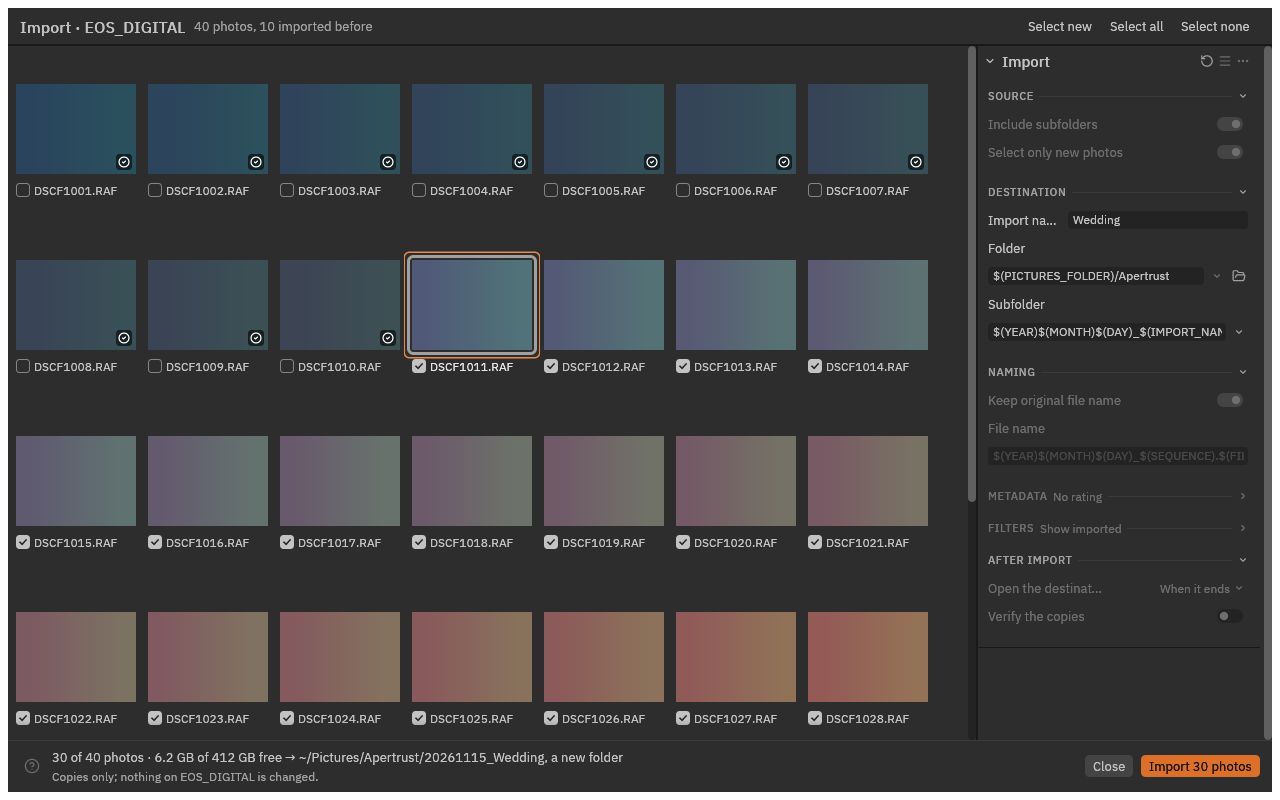 Import · EOS_DIGITAL 40 photos, 10 imported before
Select new Select all Select none
DSCF1001.RAF DSCF1002.RAF DSCF1003.RAF DSCF1004.RAF DSCF1005.RAF DSCF1006.RAF DSCF1007.RAF
DSCF1008.RAF DSCF1009.RAF DSCF1010.RAF DSCF1011.RAF DSCF1012.RAF DSCF1013.RAF DSCF1014.RAF
DSCF1015.RAF DSCF1016.RAF DSCF1017.RAF DSCF1018.RAF DSCF1019.RAF DSCF1020.RAF DSCF1021.RAF
DSCF1022.RAF DSCF1023.RAF DSCF1024.RAF DSCF1025.RAF DSCF1026.RAF DSCF1027.RAF DSCF1028.RAF
Import
SOURCE
Include subfolders
Select only new photos
DESTINATION
Import na... Wedding
Folder
$(PICTURES_FOLDER)/Apertrust
Subfolder
$(YEAR)$(MONTH)$(DAY)_$(IMPORT_NAM
NAMING
Keep original file name
File name
$(YEAR)$(MONTH)$(DAY)_$(SEQUENCE).$(FII
METADATA No rating
FILTERS Show imported
AFTER IMPORT
Open the destinat... When it ends
Verify the copies
30 of 40 photos · 6.2 GB of 412 GB free → ~/Pictures/Apertrust/20261115_Wedding, a new folder
Copies only; nothing on EOS_DIGITAL is changed.
Close Import 30 photos